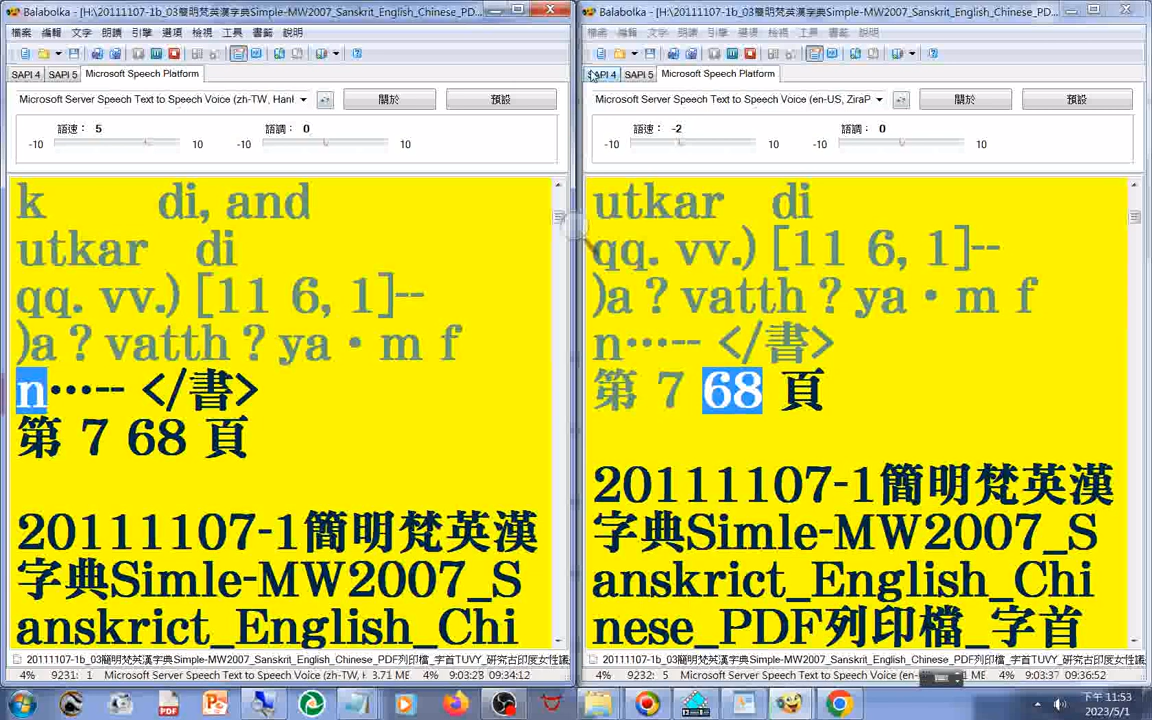 Balabolka - [H:\20111107-1b_03簡明梵英漢字典Simple-MW2007_Sanskrit_English_Chinese_PD...
檔案 編輯 文字 朗讀 引擎 選項 檢視 工具 書籤 說明
SAPI 4 SAPI 5 Microsoft Speech Platform
Microsoft Server Speech Text to Speech Voice (zh-TW, HanH
關於 預設
語速： 5 語調： 0
-10 10 -10 10
k di, and
utkar di
qq. vv.) [11 6, 1]--
)a ? vatth ? ya • m f
n…-- </書>
第 7 68 頁
20111107-1簡明梵英漢
字典Simle-MW2007_S
anskrict_English_Chi
20111107-1b_03簡明梵英漢字典Simple-MW2007_Sanskrit_English_Chinese_PDF列印檔_字首TUVY_研究古印度女性議
4% 9231: 1 Microsoft Server Speech Text to Speech Voice (zh-TW, H 3.71 MB 4% 9:03:28 09:34:12
Balabolka - [H:\20111107-1b_03簡明梵英漢字典Simple-MW2007_Sanskrit_English_Chinese_PD...
檔案 編輯 文字 朗讀 引擎 選項 檢視 工具 書籤 說明
SAPI 4 SAPI 5 Microsoft Speech Platform
Microsoft Server Speech Text to Speech Voice (en-US, ZiraP
關於 預設
語速： -2 語調： 0
-10 10 -10 10
utkar di
qq. vv.) [11 6, 1]--
)a ? vatth ? ya • m f
n…-- </書>
第 7 68 頁
20111107-1簡明梵英漢
字典Simle-MW2007_S
anskrict_English_Chi
nese_PDF列印檔_字首
20111107-1b_03簡明梵英漢字典Simple-MW2007_Sanskrit_English_Chinese_PDF列印檔_字首TUVY_研究古印度女性議
4% 9232: 5 Microsoft Server Speech Text to Speech Voice 4% 9:03:37 09:36:52
下午 11:53
2023/5/1